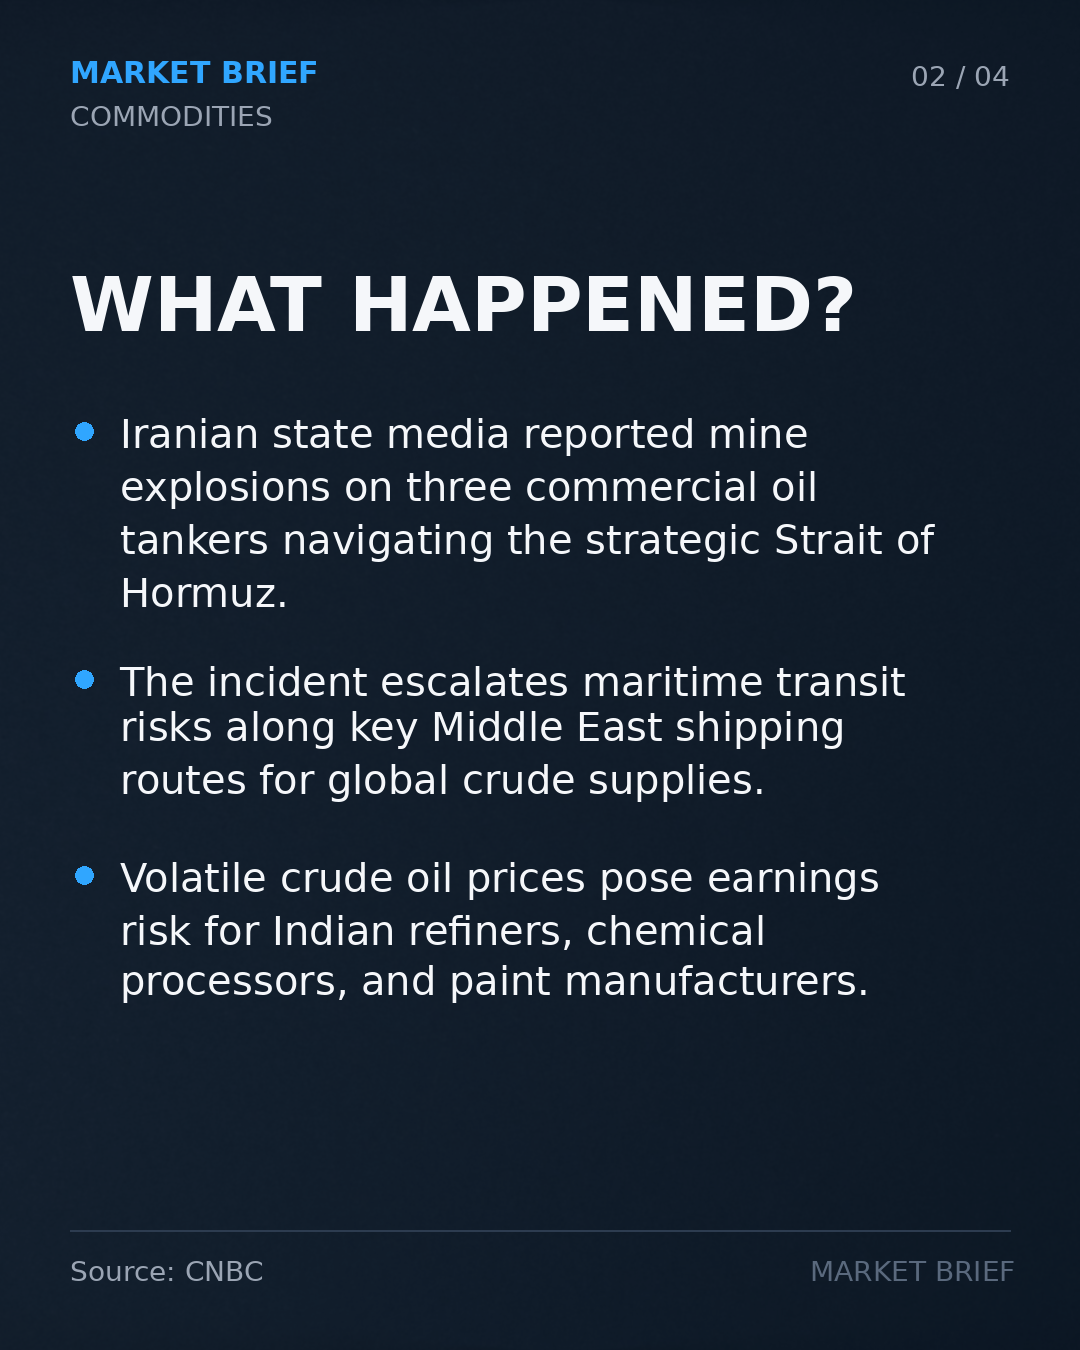 MARKET BRIEF
02 / 04
COMMODITIES
WHAT HAPPENED?
Iranian state media reported mine
explosions on three commercial oil
tankers navigating the strategic Strait of
Hormuz.
The incident escalates maritime transit
risks along key Middle East shipping
routes for global crude supplies.
Volatile crude oil prices pose earnings
risk for Indian refiners, chemical
processors, and paint manufacturers.
Source: CNBC
MARKET BRIEF